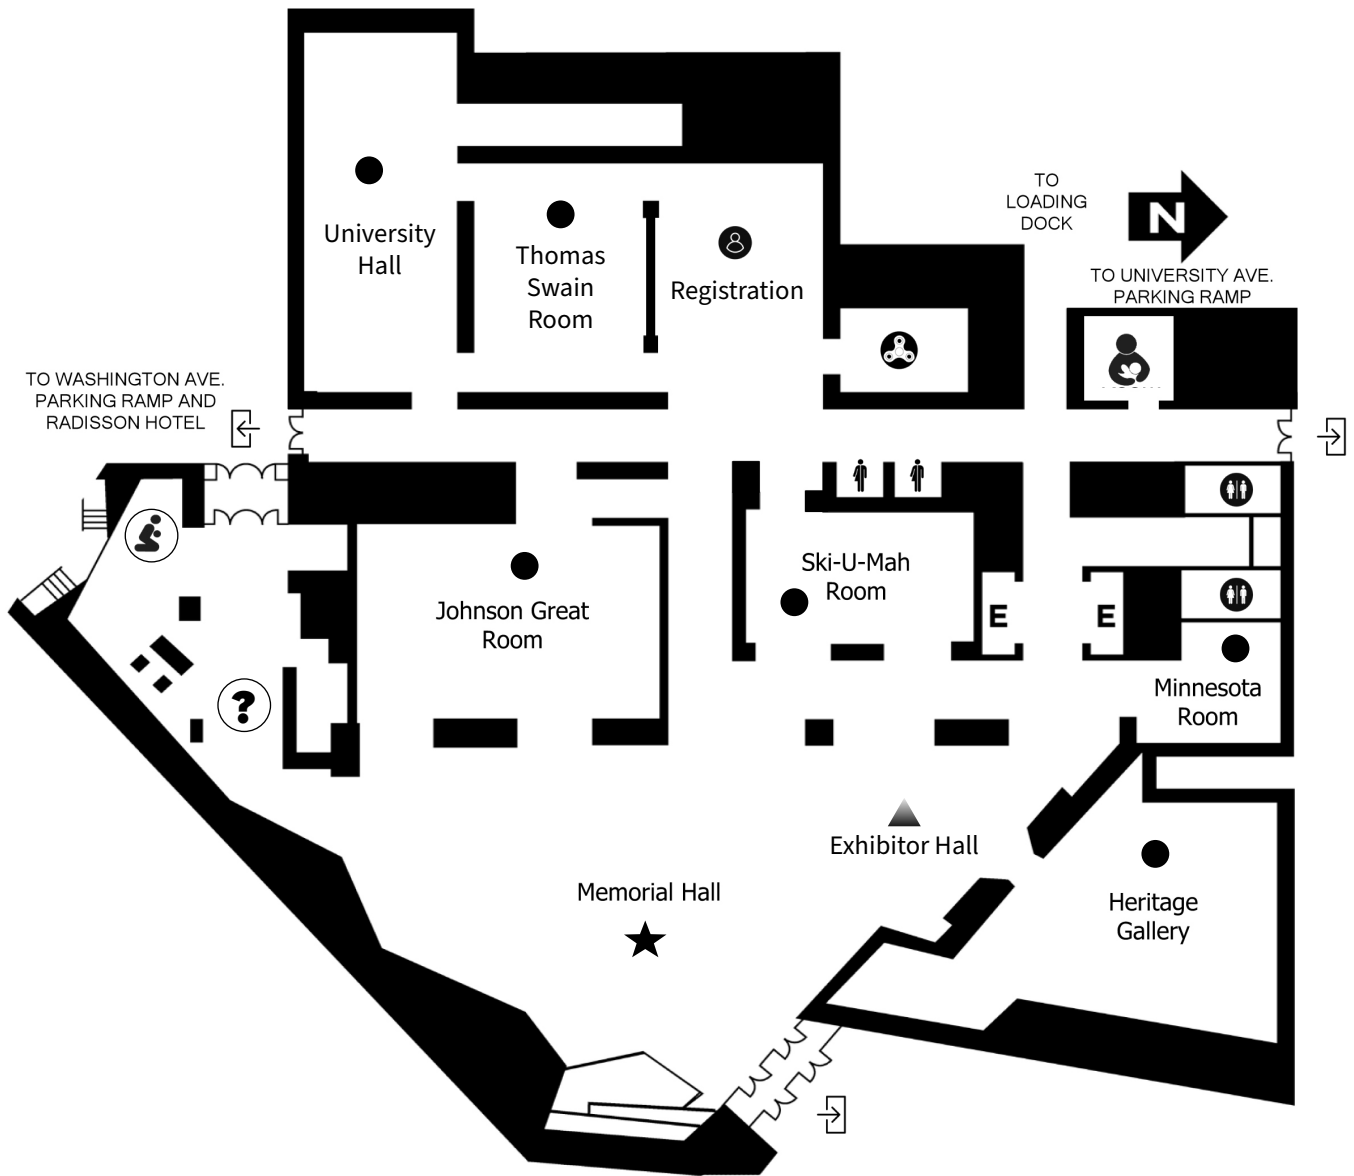 TO
LOADING
DOCK
N
University
Hall
Thomas
Swain
Room
Registration
TO UNIVERSITY AVE.
PARKING RAMP
TO WASHINGTON AVE.
PARKING RAMP AND
RADISSON HOTEL
Johnson Great
Room
Ski-U-Mah
Room
E
E
?
Minnesota
Room
Exhibitor Hall
Memorial Hall
Heritage
Gallery